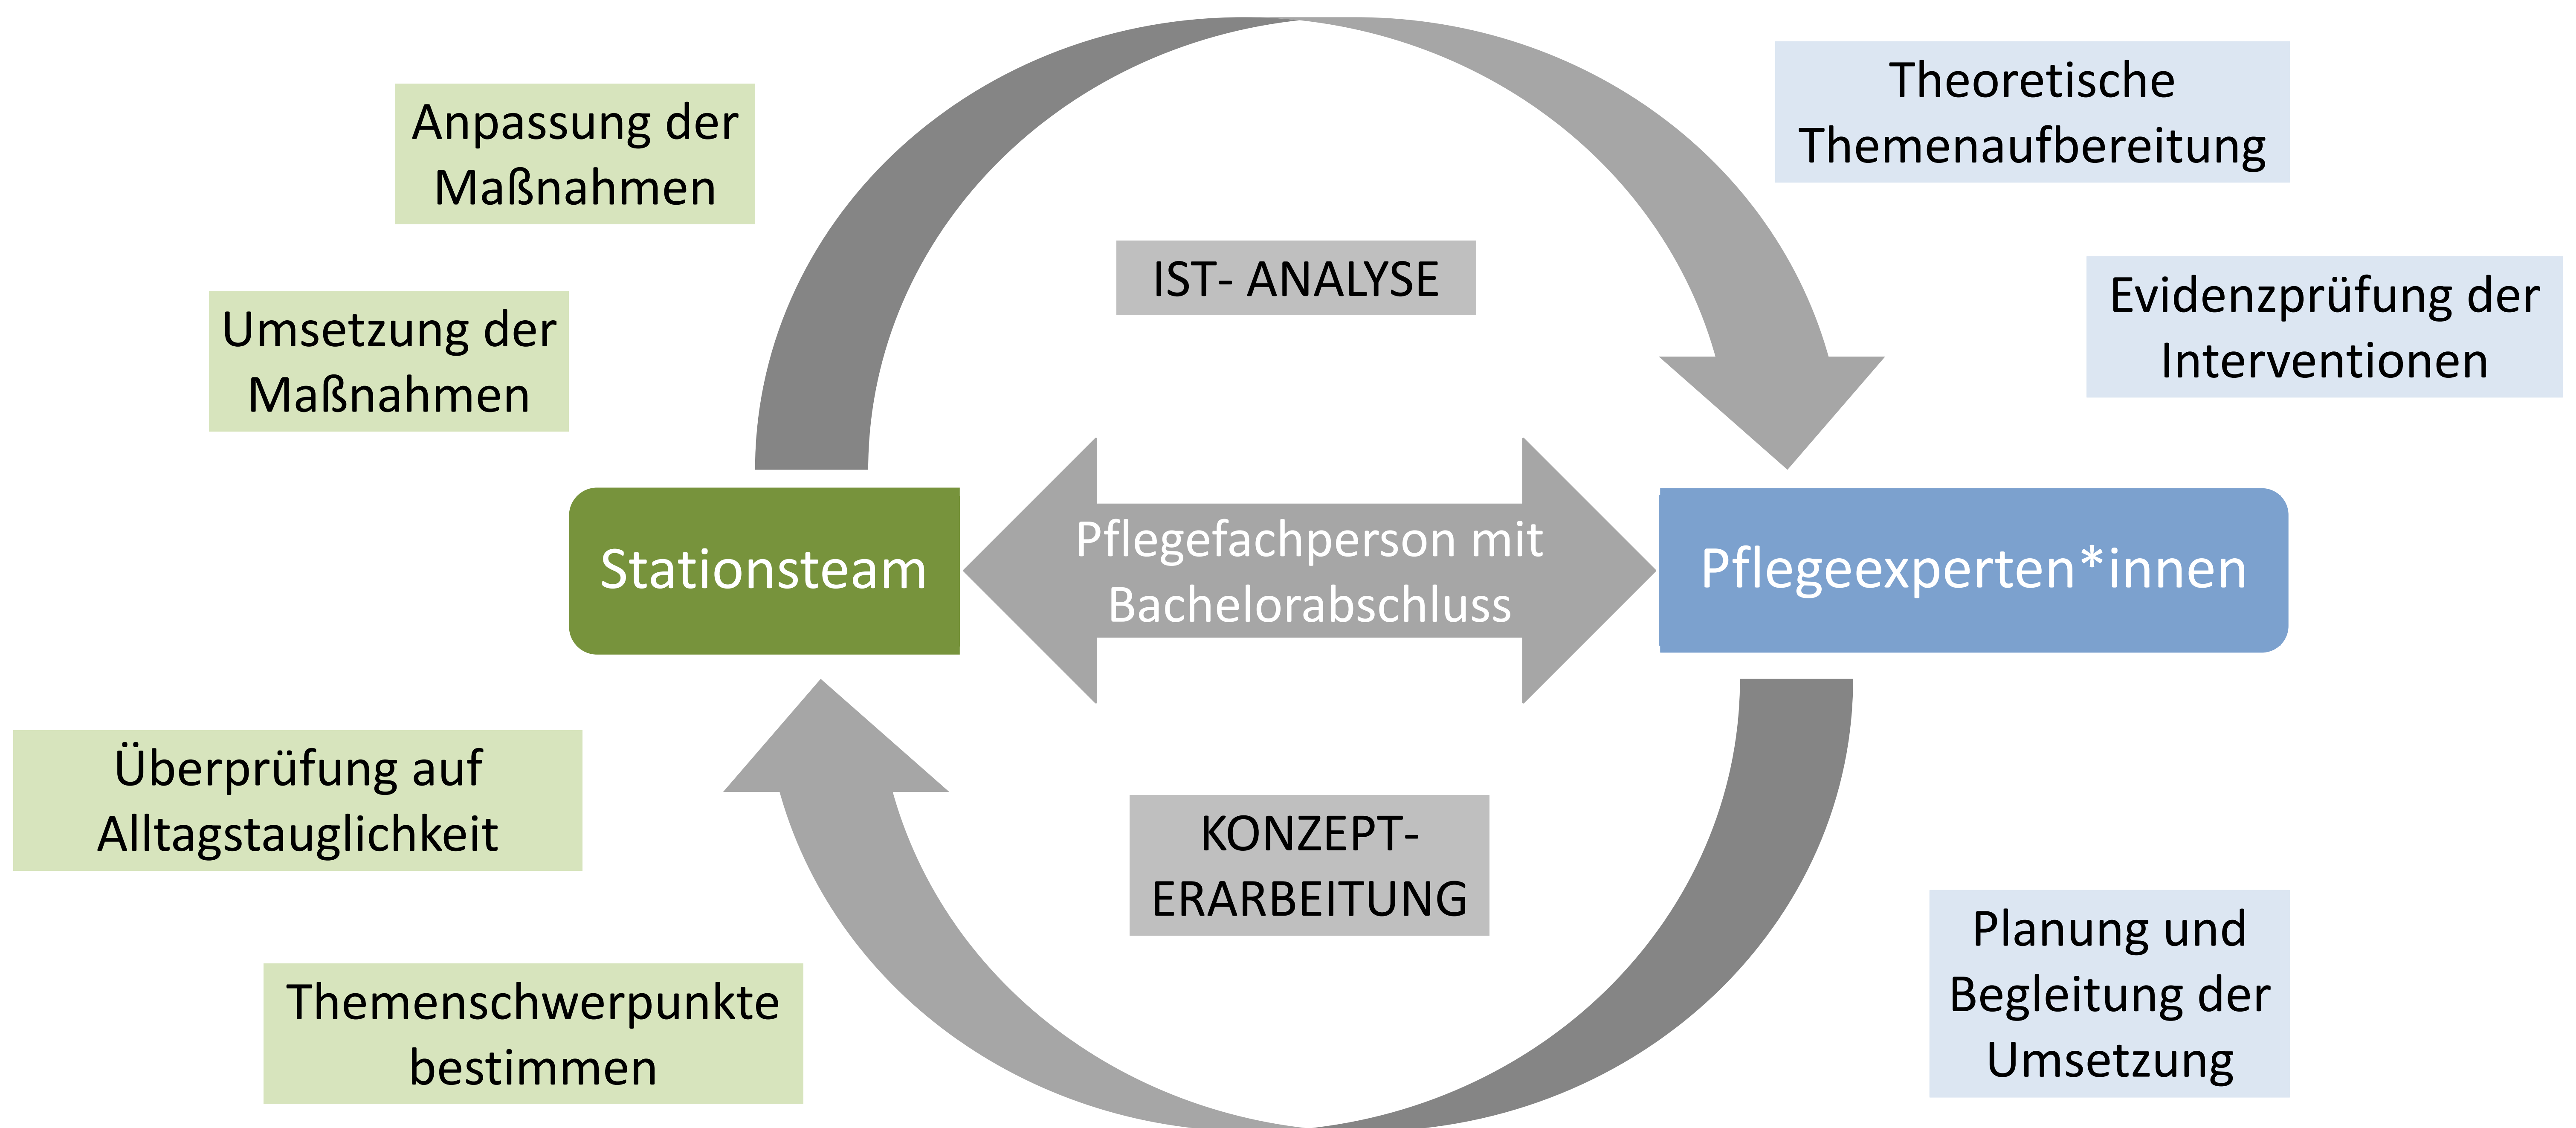 Anpassung der
Maßnahmen
Umsetzung der
Maßnahmen
Stationsteam
Überprüfung auf
Alltagstauglichkeit
Themenschwerpunkte
bestimmen
IST- ANALYSE
Pflegefachperson mit
Bachelorabschluss
KONZEPT-
ERARBEITUNG
Theoretische
Themenaufbereitung
Evidenzprüfung der
Interventionen
Pflegeexperten*innen
Planung und
Begleitung der
Umsetzung